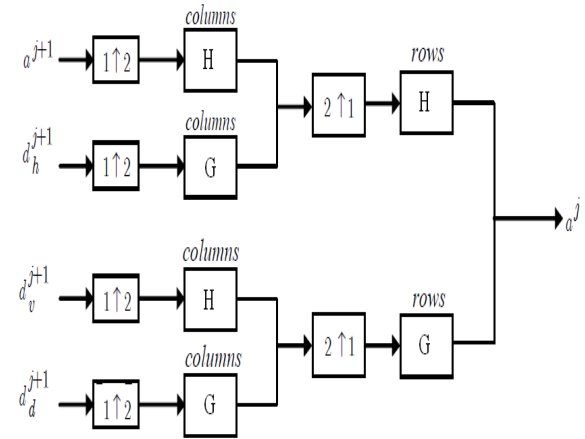 columns
a^{j+1} 1↑2 H rows
columns 2↑1 H
d_h^{j+1} 1↑2 G
a^j
columns
d_v^{j+1} 1↑2 H rows
columns 2↑1 G
d_d^{j+1} 1↑2 G